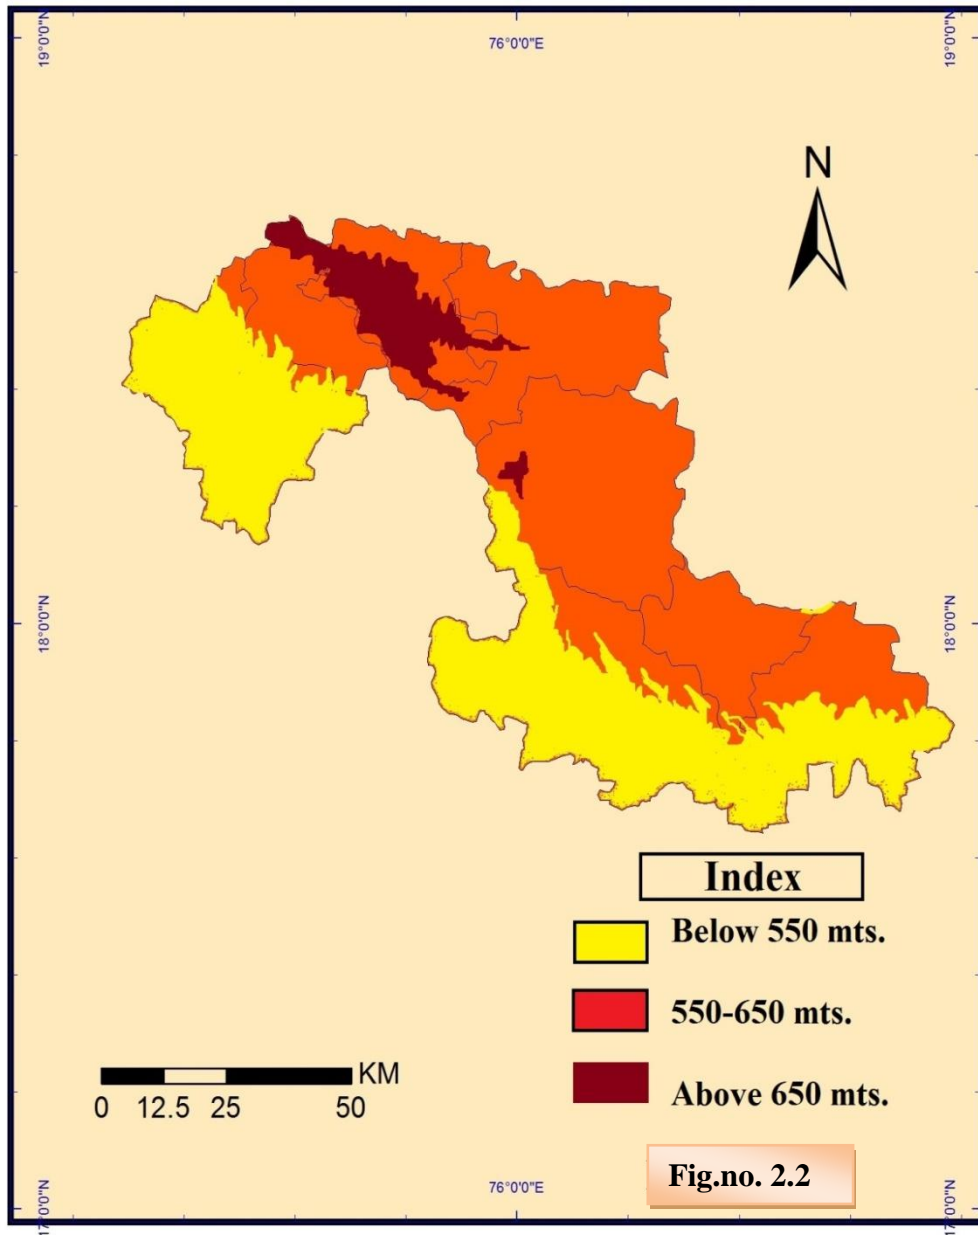 19°0'0"N
76°0'0"E
19°0'0"N
N
18°0'0"N
18°0'0"N
Index
Below 550 mts.
550-650 mts.
Above 650 mts.
KM
0 12.5 25 50
Fig.no. 2.2
17°0'0"N
76°0'0"E
17°0'0"N